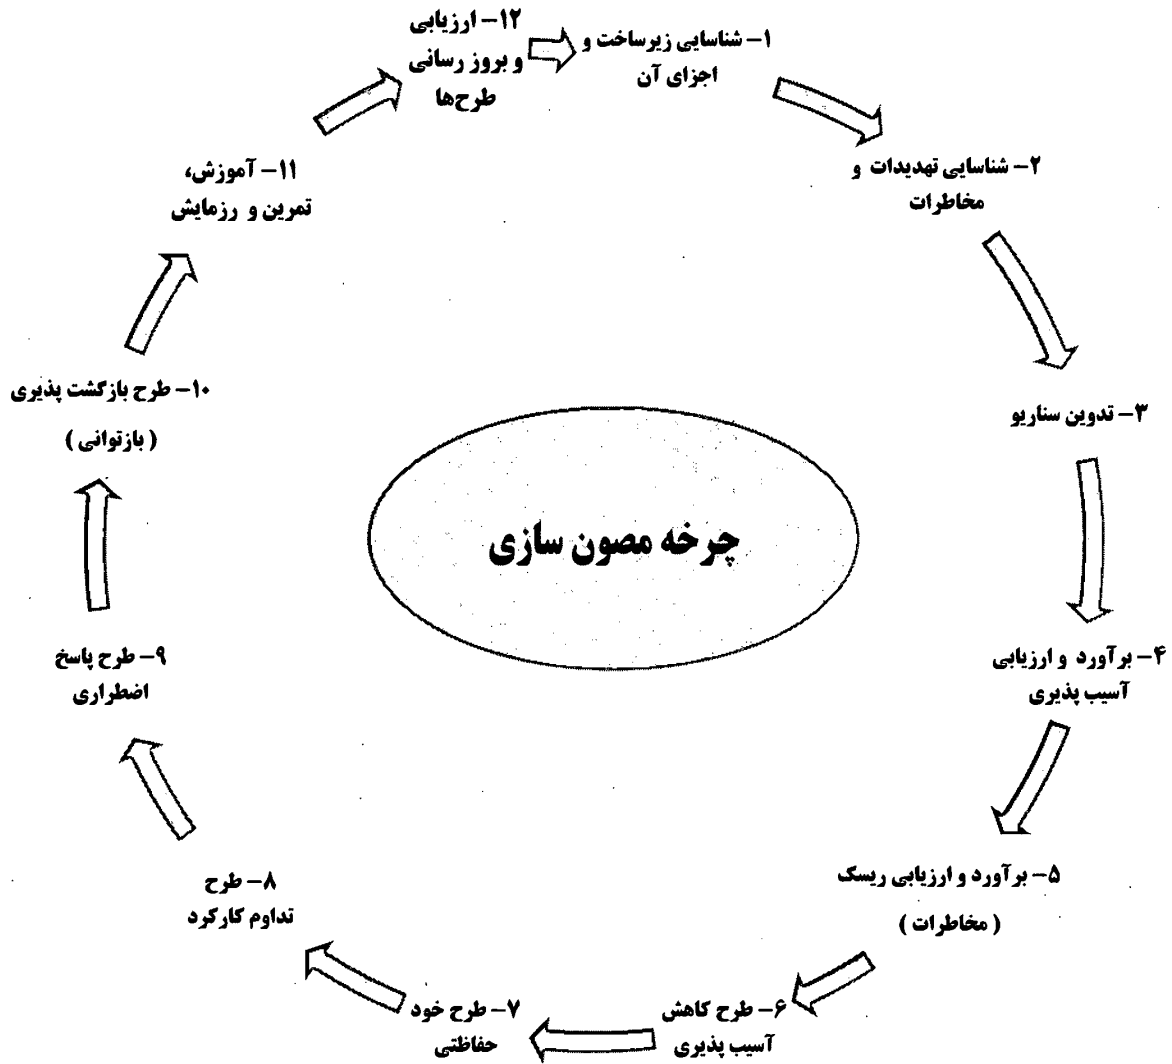 ۱- شناسایی زیرساخت و
اجزای آن
۲- شناسایی تهدیدات و
مخاطرات
۳- تدوین سناریو
۴- برآورد و ارزیابی
آسیب پذیری
۵- برآورد و ارزیابی ریسک
( مخاطرات )
۶- طرح کاهش
آسیب پذیری
۷- طرح خود
حفاظتی
۸- طرح
تداوم کارکرد
۹- طرح پاسخ
اضطراری
۱۰- طرح بازگشت پذیری
( بازتوانی )
۱۱- آموزش،
تمرین و رزمایش
۱۲- ارزیابی
و بروز رسانی
طرح‌ها
چرخه مصون سازی